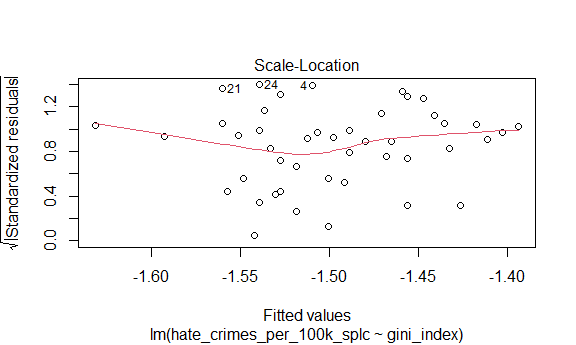 Scale-Location
√|Standardized residuals|
0.0 0.4 0.8 1.2
21 24 4
-1.60 -1.55 -1.50 -1.45 -1.40
Fitted values
lm(hate_crimes_per_100k_splc ~ gini_index)